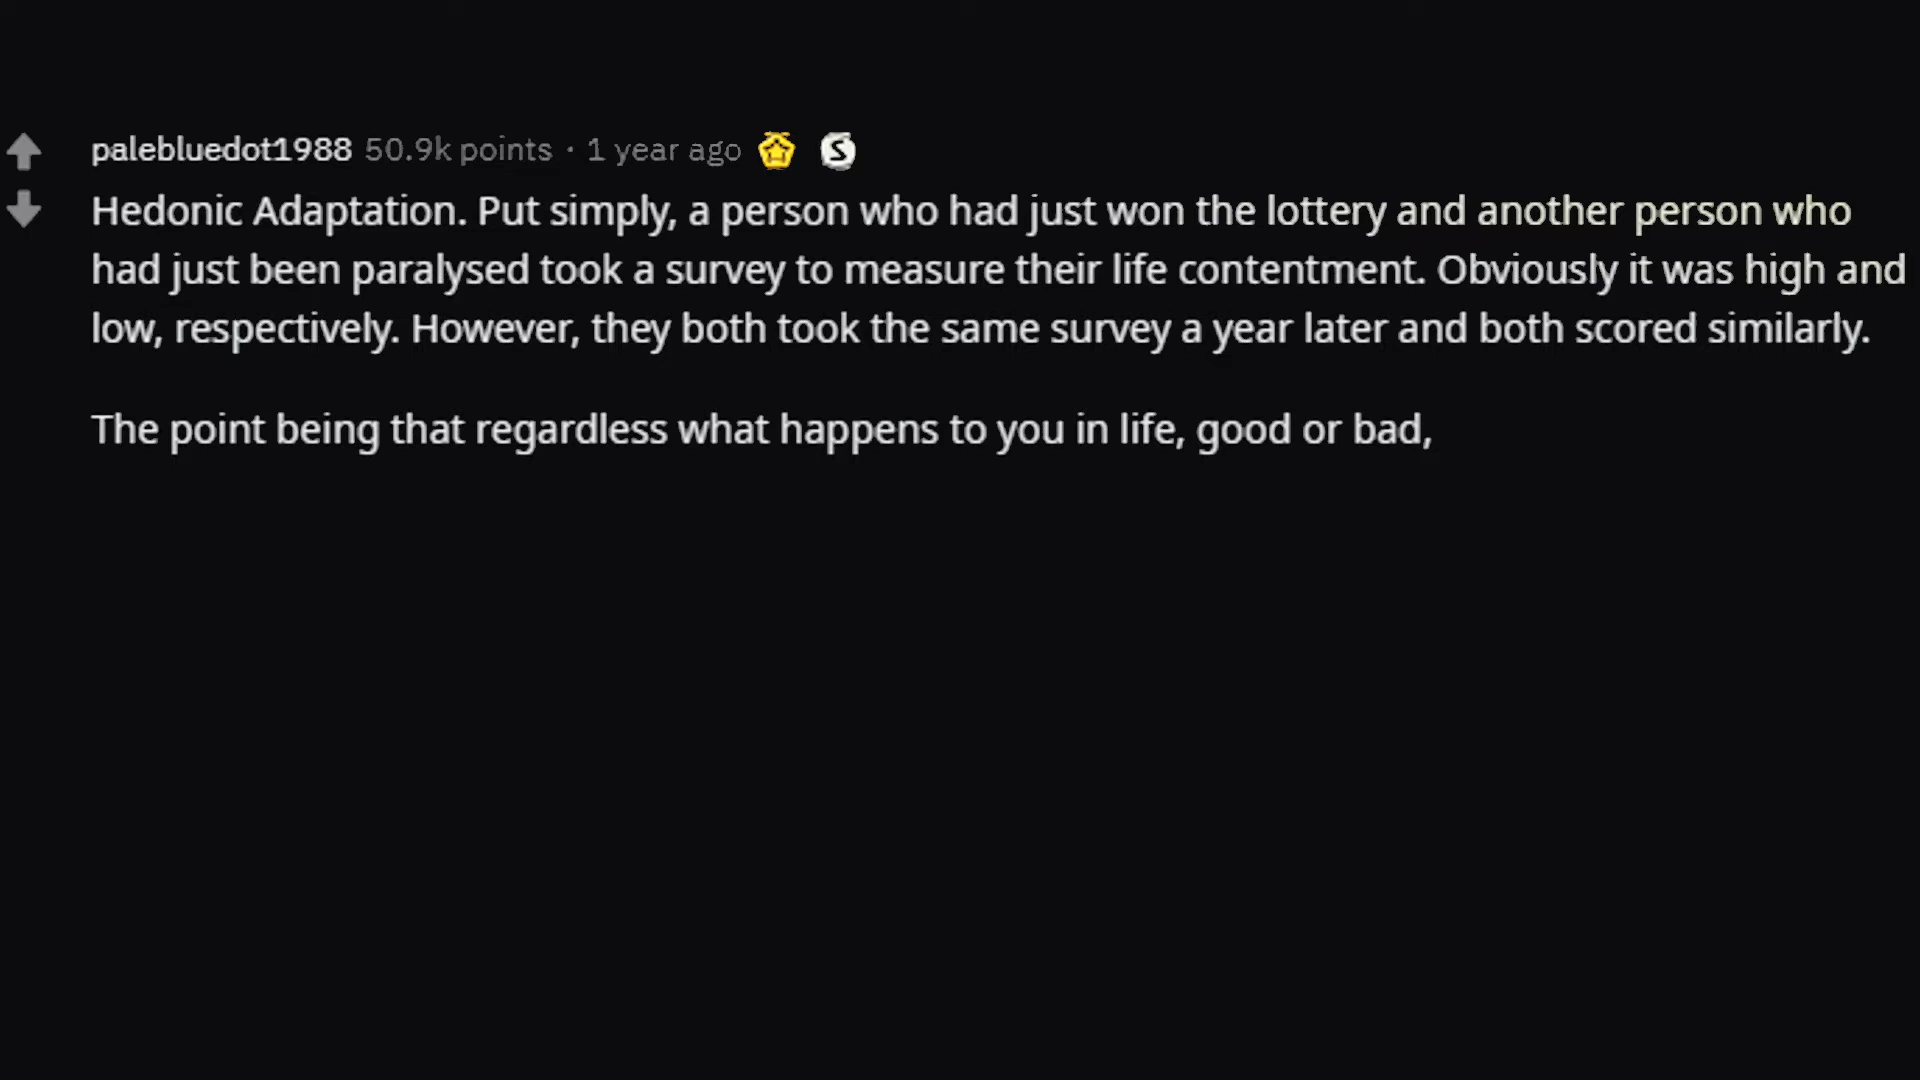 palebluedot1988 50.9k points · 1 year ago S
Hedonic Adaptation. Put simply, a person who had just won the lottery and another person who
had just been paralysed took a survey to measure their life contentment. Obviously it was high and
low, respectively. However, they both took the same survey a year later and both scored similarly.
The point being that regardless what happens to you in life, good or bad,